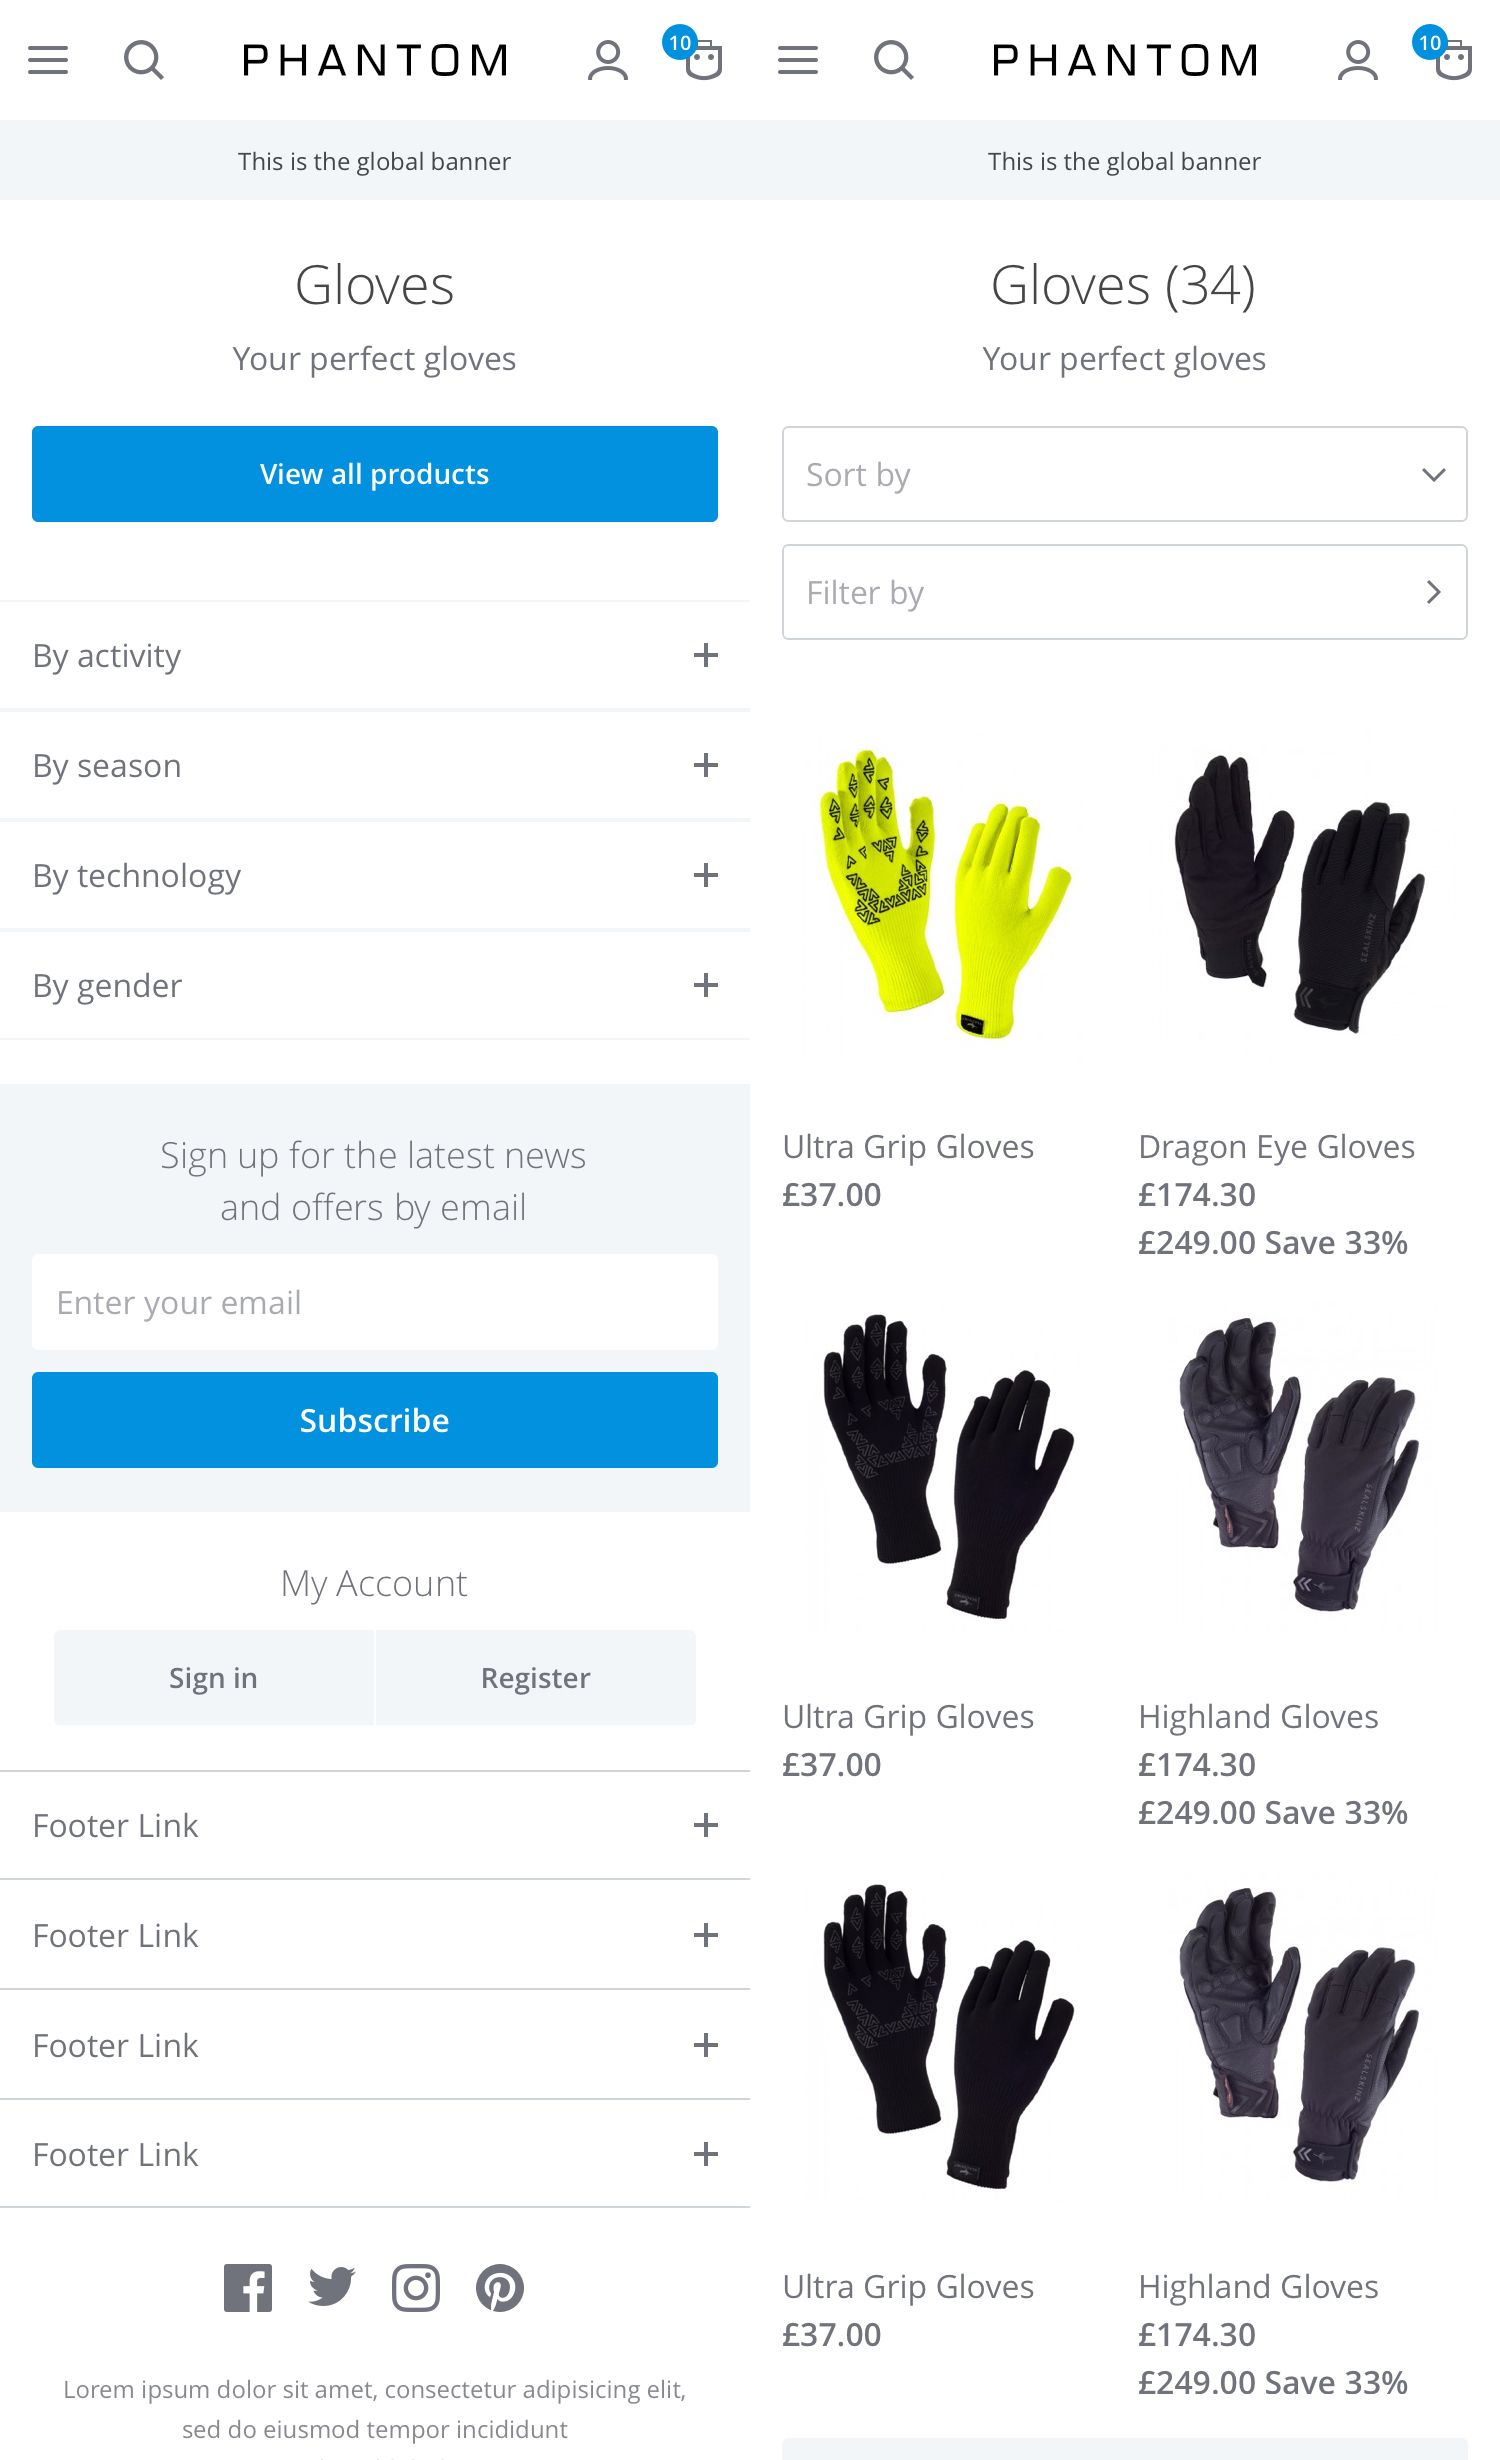 10
PHANTOM
This is the global banner
Gloves
Your perfect gloves
View all products
By activity
By season
By technology
By gender
Sign up for the latest news
and offers by email
Enter your email
Subscribe
My Account
Sign in
Register
Footer Link
Footer Link
Footer Link
Footer Link
Lorem ipsum dolor sit amet, consectetur adipisicing elit,
sed do eiusmod tempor incididunt
10
PHANTOM
This is the global banner
Gloves (34)
Your perfect gloves
Sort by
Filter by
SEALSKINZ
Ultra Grip Gloves
£37.00
Dragon Eye Gloves
£174.30
£249.00 Save 33%
SEALSKINZ
Ultra Grip Gloves
£37.00
Highland Gloves
£174.30
£249.00 Save 33%
SEALSKINZ
Ultra Grip Gloves
£37.00
Highland Gloves
£174.30
£249.00 Save 33%